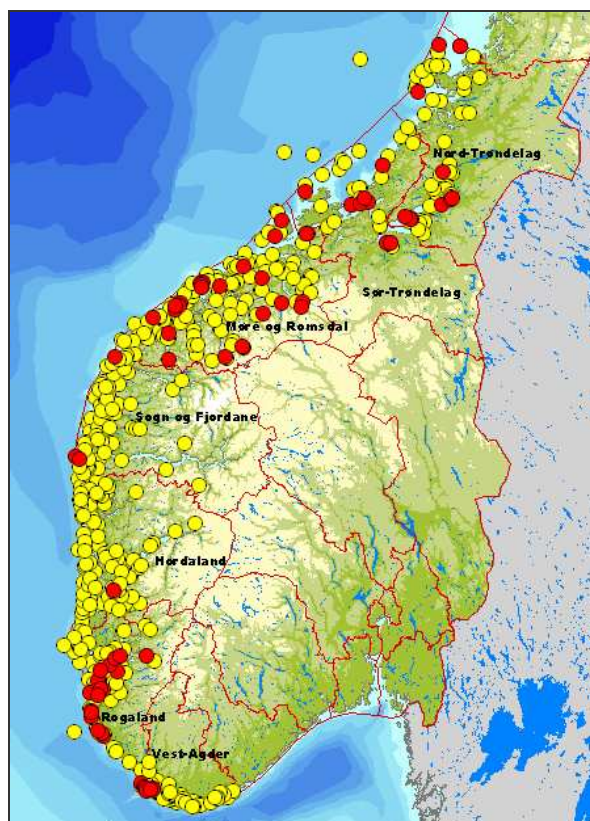 Nord-Trøndelag
Sør-Trøndelag
Møre og Romsdal
Sogn og Fjordane
Hordaland
Rogaland
Vest-Agder